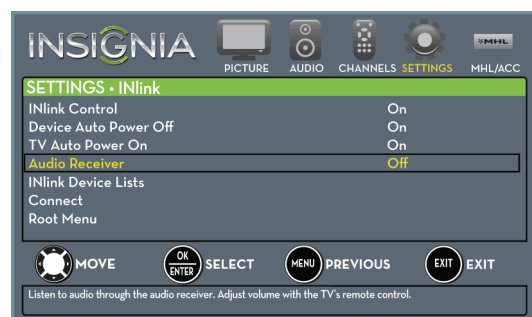 INSIGNIA
PICTURE AUDIO CHANNELS SETTINGS MHL/ACC
MHL
SETTINGS • INlink
INlink Control On
Device Auto Power Off On
TV Auto Power On On
Audio Receiver Off
INlink Device Lists
Connect
Root Menu
MOVE OK ENTER SELECT MENU PREVIOUS EXIT EXIT
Listen to audio through the audio receiver. Adjust volume with the TV's remote control.